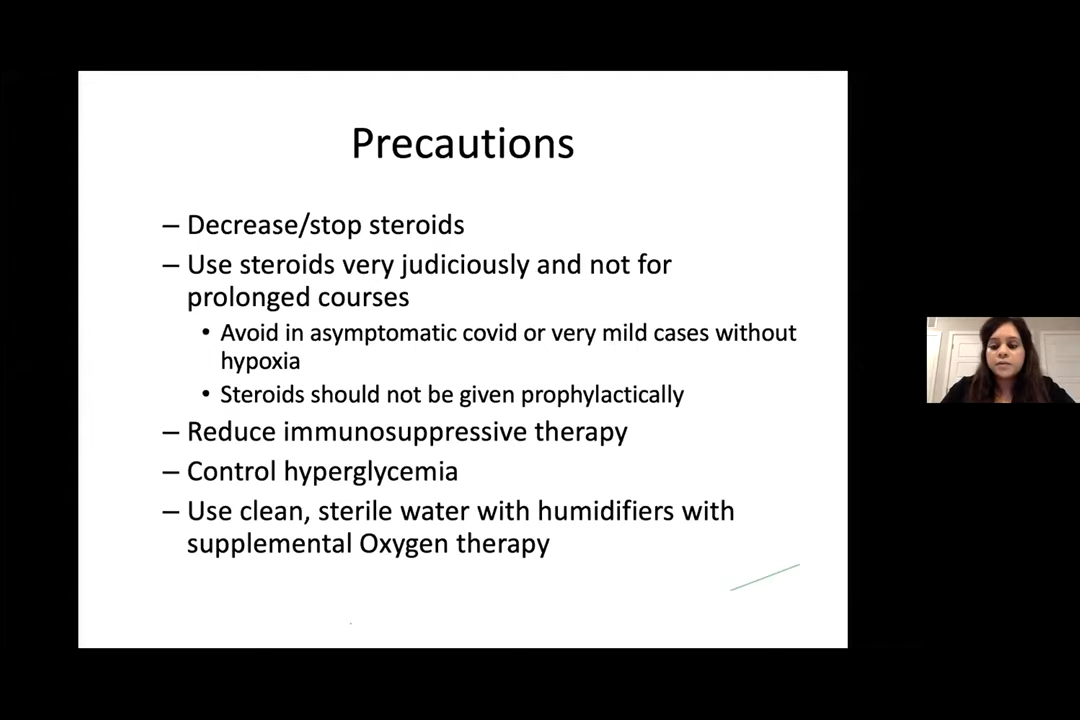 Precautions
– Decrease/stop steroids
– Use steroids very judiciously and not for
prolonged courses
• Avoid in asymptomatic covid or very mild cases without
hypoxia
• Steroids should not be given prophylactically
– Reduce immunosuppressive therapy
– Control hyperglycemia
– Use clean, sterile water with humidifiers with
supplemental Oxygen therapy